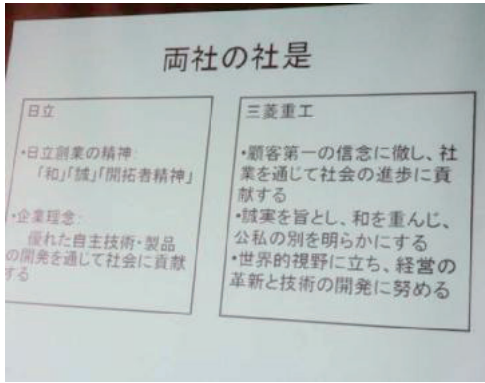 両社の社是
日立
•日立創業の精神:
「和」「誠」「開拓者精神」
•企業理念:
優れた自主技術・製品
の開発を通じて社会に貢献
する
三菱重工
•顧客第一の信念に徹し、社
業を通じて社会の進歩に貢
献する
•誠実を旨とし、和を重んじ、
公私の別を明らかにする
•世界的視野に立ち、経営の
革新と技術の開発に努める